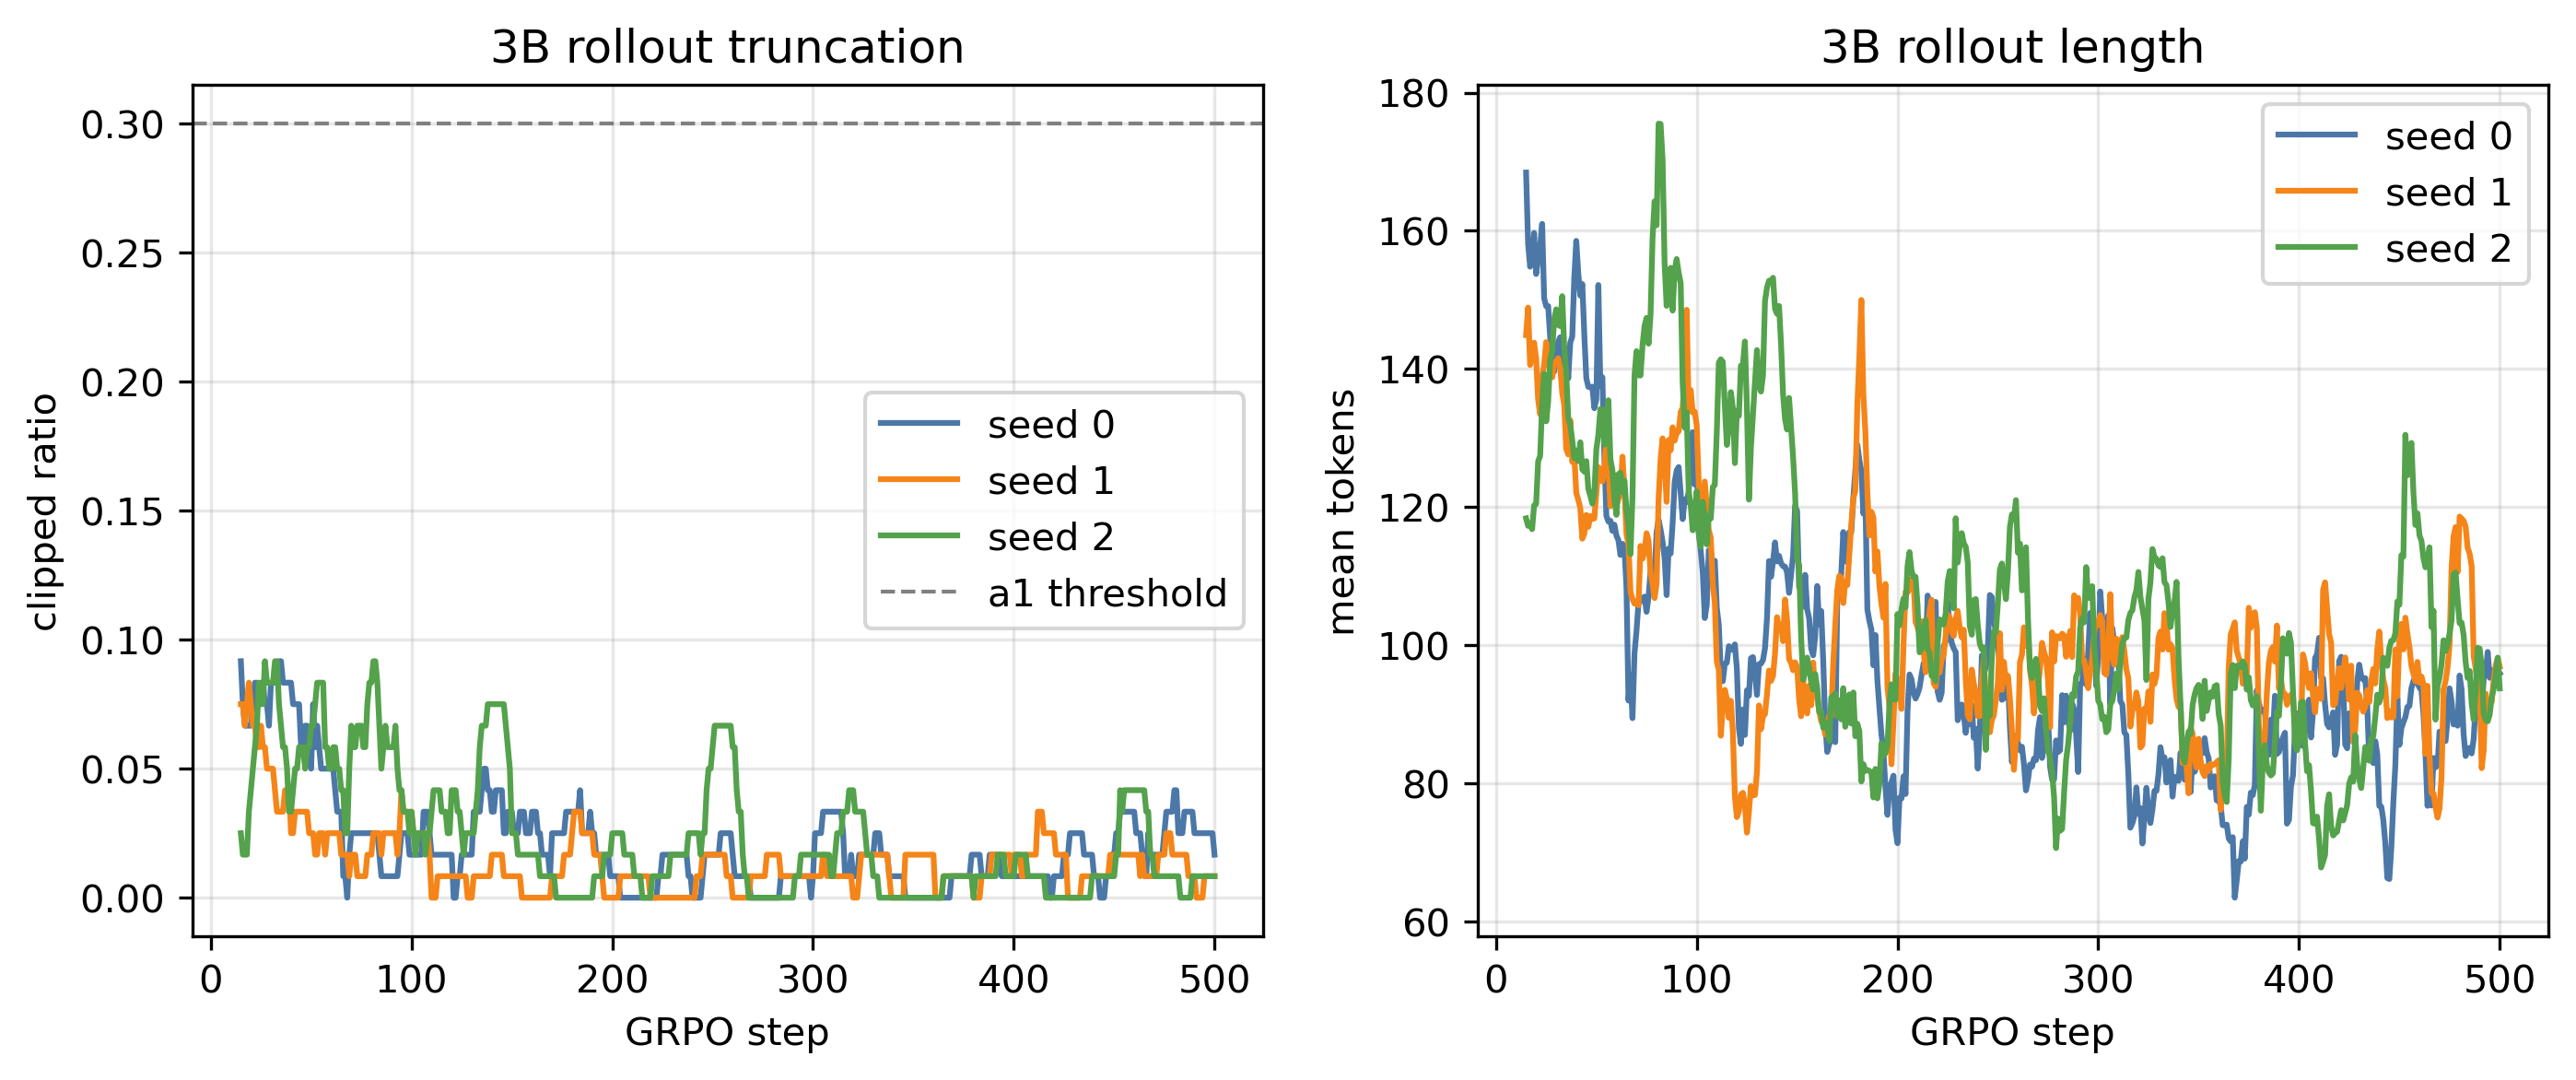 3B rollout truncation
0.30
0.25
0.20
0.15
0.10
0.05
0.00
clipped ratio
0
100
200
300
400
500
GRPO step
seed 0
seed 1
seed 2
a1 threshold
3B rollout length
180
160
140
120
100
80
60
mean tokens
0
100
200
300
400
500
GRPO step
seed 0
seed 1
seed 2